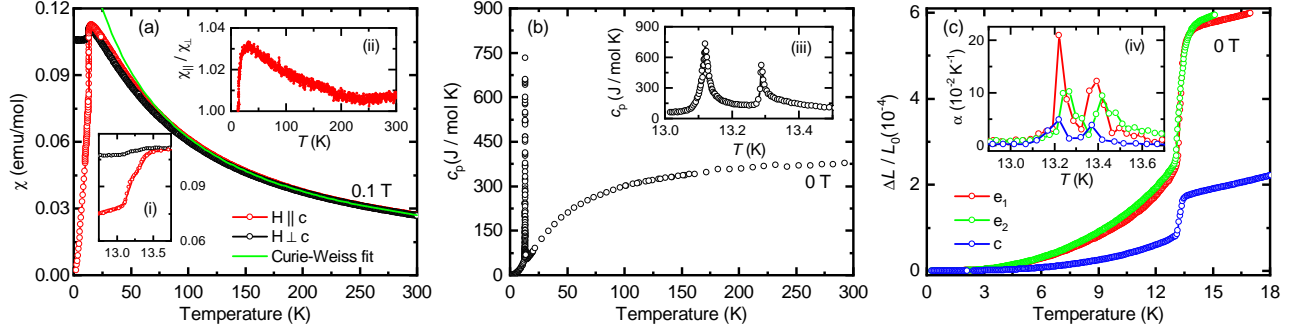 0.12
0.09
0.06
0.03
0.00
χ (emu/mol)
(a)
(ii)
χ|| / χ⊥
1.04
1.02
1.00
0 100 200 300
T (K)
0.1 T
(i)
0.09
0.06
13.0 13.5
H || c
H ⊥ c
Curie-Weiss fit
0 50 100 150 200 250 300
Temperature (K)
900
750
600
450
300
150
0
cp(J / mol K)
(b)
(iii)
cp (J / mol K)
900
600
300
0
13.0 13.2 13.4
T (K)
0 T
0 50 100 150 200 250 300
Temperature (K)
6
4
2
0
ΔL / L0(10-4)
(c)
0 T
(iv)
α (10-2 K-1)
20
10
0
13.0 13.2 13.4 13.6
T (K)
e1
e2
c
0 3 6 9 12 15 18
Temperature (K)